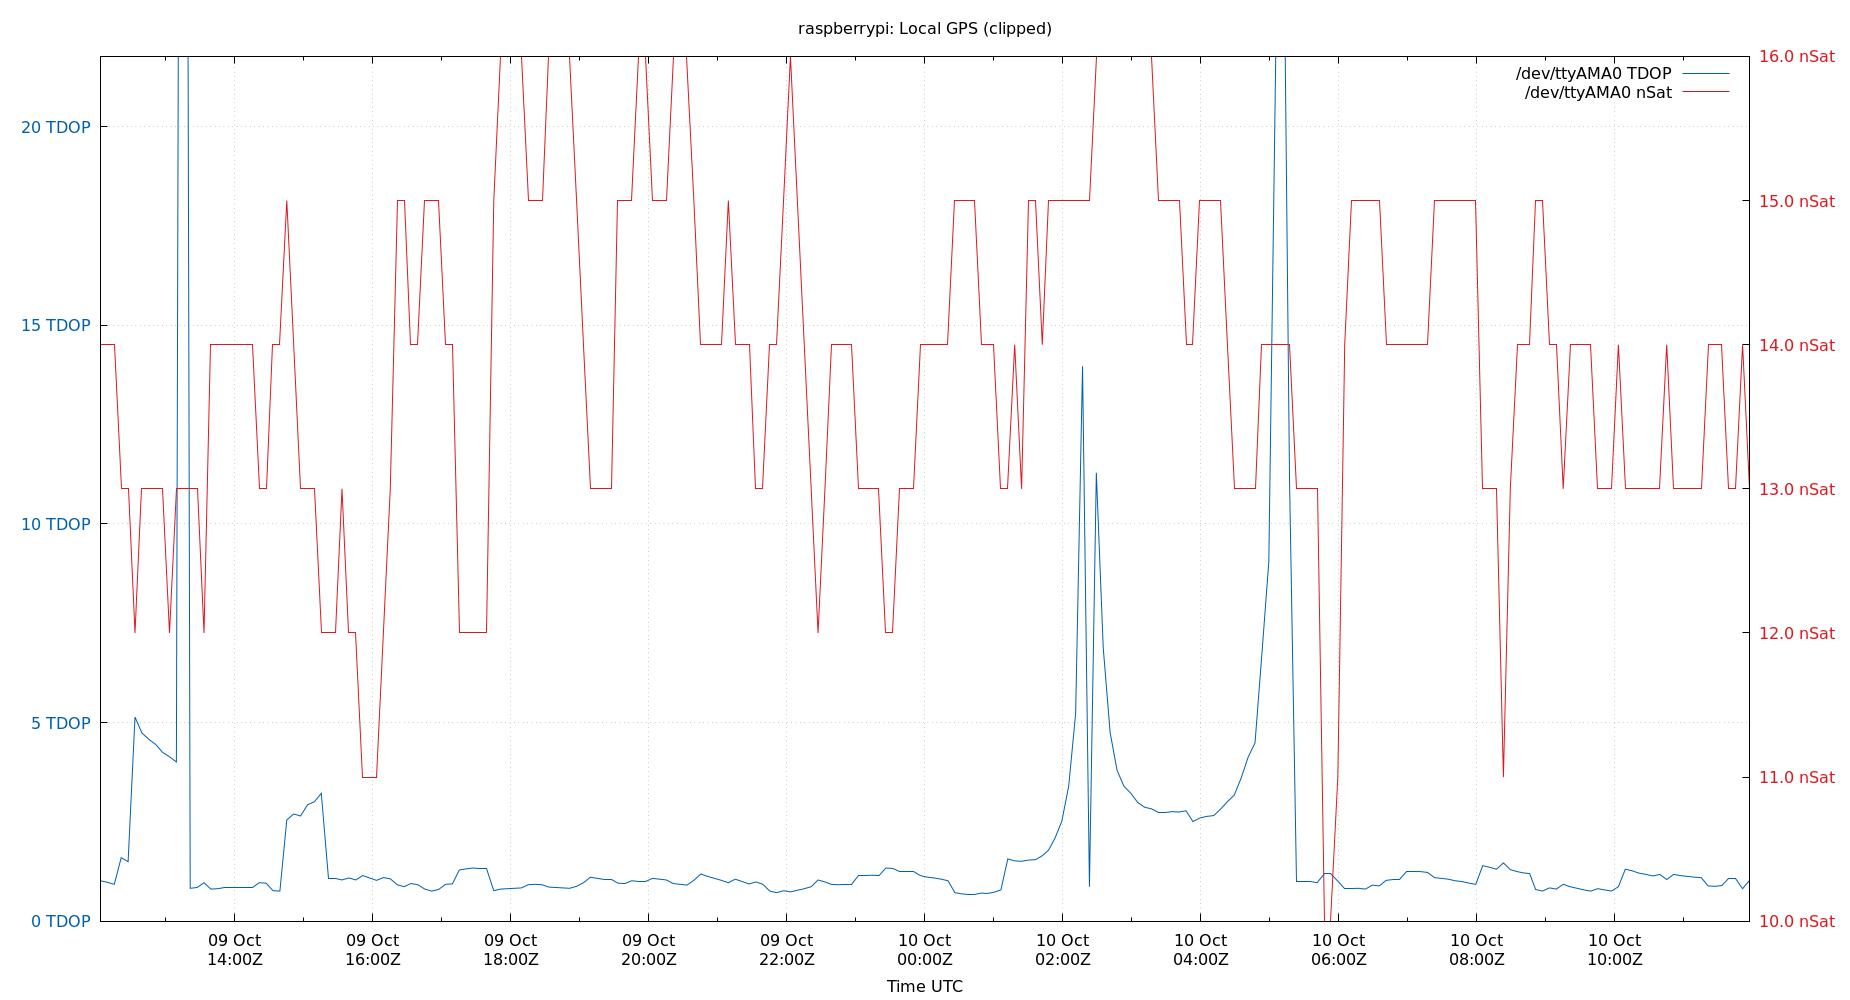 raspberrypi: Local GPS (clipped)
/dev/ttyAMA0 TDOP
/dev/ttyAMA0 nSat
20 TDOP
15 TDOP
10 TDOP
5 TDOP
0 TDOP
16.0 nSat
15.0 nSat
14.0 nSat
13.0 nSat
12.0 nSat
11.0 nSat
10.0 nSat
09 Oct 09 Oct 09 Oct 09 Oct 09 Oct 10 Oct 10 Oct 10 Oct 10 Oct 10 Oct 10 Oct
14:00Z 16:00Z 18:00Z 20:00Z 22:00Z 00:00Z 02:00Z 04:00Z 06:00Z 08:00Z 10:00Z
Time UTC